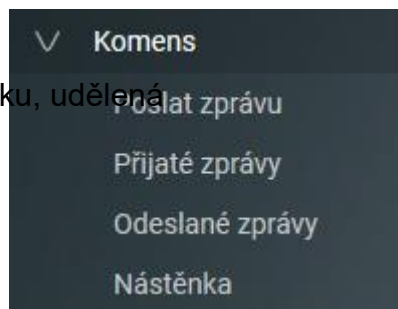 Komens
ku, udělená
Poslat zprávu
Přijaté zprávy
Odeslané zprávy
Nástěnka